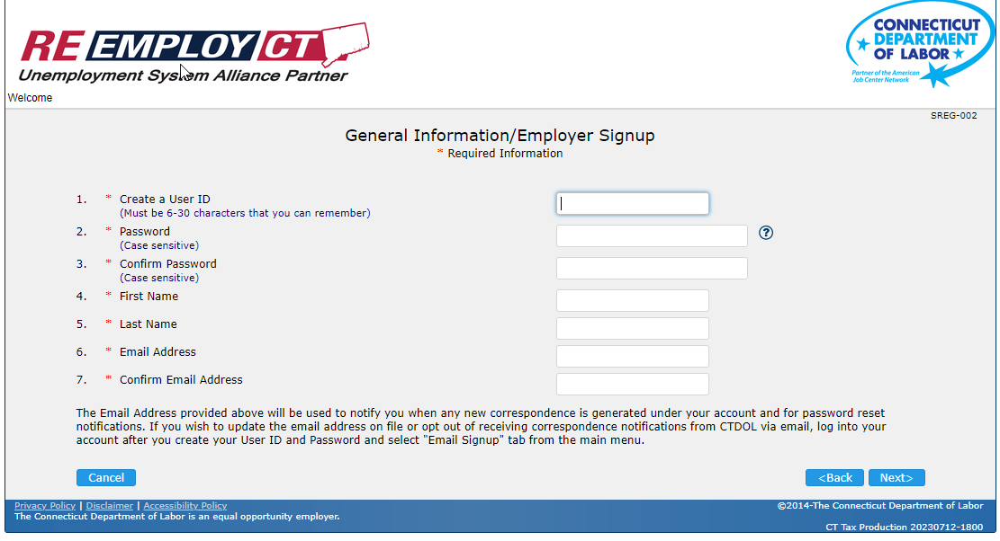 RE EMPLOY CT
Unemployment System Alliance Partner
CONNECTICUT
DEPARTMENT
OF LABOR
Partner of the American
Job Center Network
Welcome
SREG-002
General Information/Employer Signup
* Required Information
1. * Create a User ID
(Must be 6-30 characters that you can remember)
2. * Password
(Case sensitive)
3. * Confirm Password
(Case sensitive)
4. * First Name
5. * Last Name
6. * Email Address
7. * Confirm Email Address
The Email Address provided above will be used to notify you when any new correspondence is generated under your account and for password reset
notifications. If you wish to update the email address on file or opt out of receiving correspondence notifications from CTDOL via email, log into your
account after you create your User ID and Password and select "Email Signup" tab from the main menu.
Cancel <Back Next>
Privacy Policy | Disclaimer | Accessibility Policy ©2014-The Connecticut Department of Labor
The Connecticut Department of Labor is an equal opportunity employer.
CT Tax Production 20230712-1800